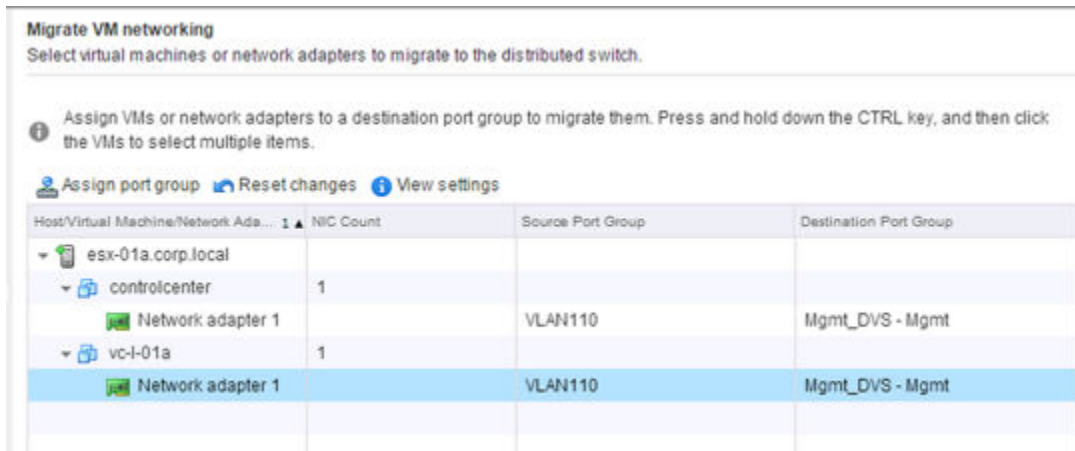 Migrate VM networking
Select virtual machines or network adapters to migrate to the distributed switch.
Assign VMs or network adapters to a destination port group to migrate them. Press and hold down the CTRL key, and then click
the VMs to select multiple items.
Assign port group Reset changes View settings
Host/Virtual Machine/Network Ada... 1 ▲ NIC Count Source Port Group Destination Port Group
esx-01a.corp.local
controlcenter 1
Network adapter 1 VLAN110 Mgmt_DVS - Mgmt
vc-l-01a 1
Network adapter 1 VLAN110 Mgmt_DVS - Mgmt